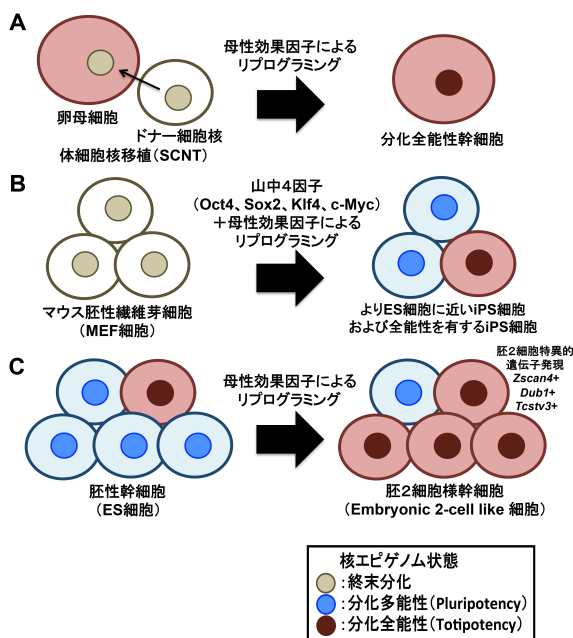 A
母性効果因子による
リプログラミング
卵母細胞
ドナー細胞核
体細胞核移植(SCNT)
分化全能性幹細胞
B
山中4因子
(Oct4、Sox2、Klf4、c-Myc)
+母性効果因子による
リプログラミング
マウス胚性繊維芽細胞
(MEF細胞)
よりES細胞に近いiPS細胞
および全能性を有するiPS細胞
C
母性効果因子による
リプログラミング
胚2細胞特異的
遺伝子発現
Zscan4+
Dub1+
Tcstv3+
胚性幹細胞
(ES細胞)
胚2細胞様幹細胞
(Embryonic 2-cell like 細胞)
核エピゲノム状態
:終末分化
:分化多能性(Pluripotency)
:分化全能性(Totipotency)